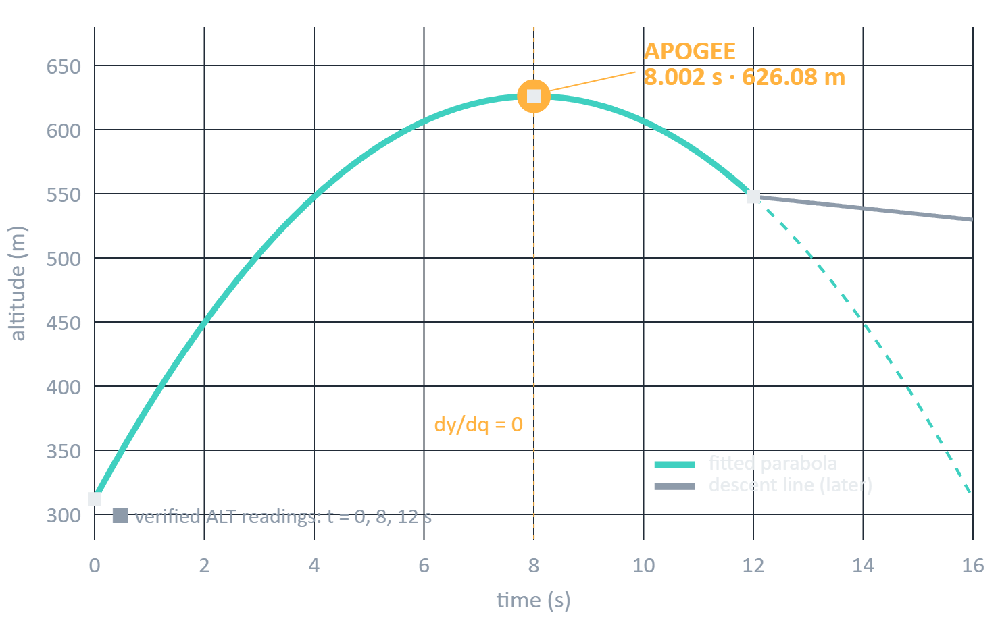 APOGEE
8.002 s · 626.08 m
650
600
550
500
450
400
350
300
altitude (m)
dy/dq = 0
fitted parabola
descent line (later)
verified ALT readings: t = 0, 8, 12 s
0 2 4 6 8 10 12 14 16
time (s)